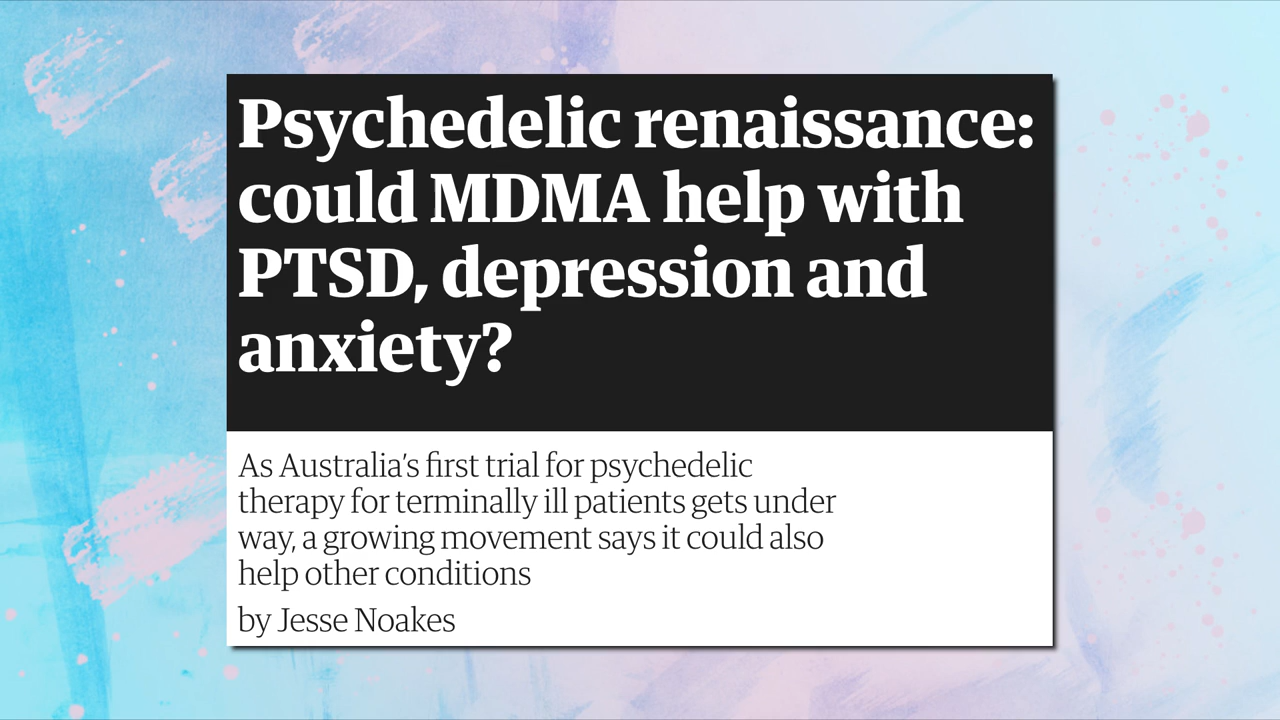 Psychedelic renaissance:
could MDMA help with
PTSD, depression and
anxiety?
As Australia’s first trial for psychedelic
therapy for terminally ill patients gets under
way, a growing movement says it could also
help other conditions
by Jesse Noakes